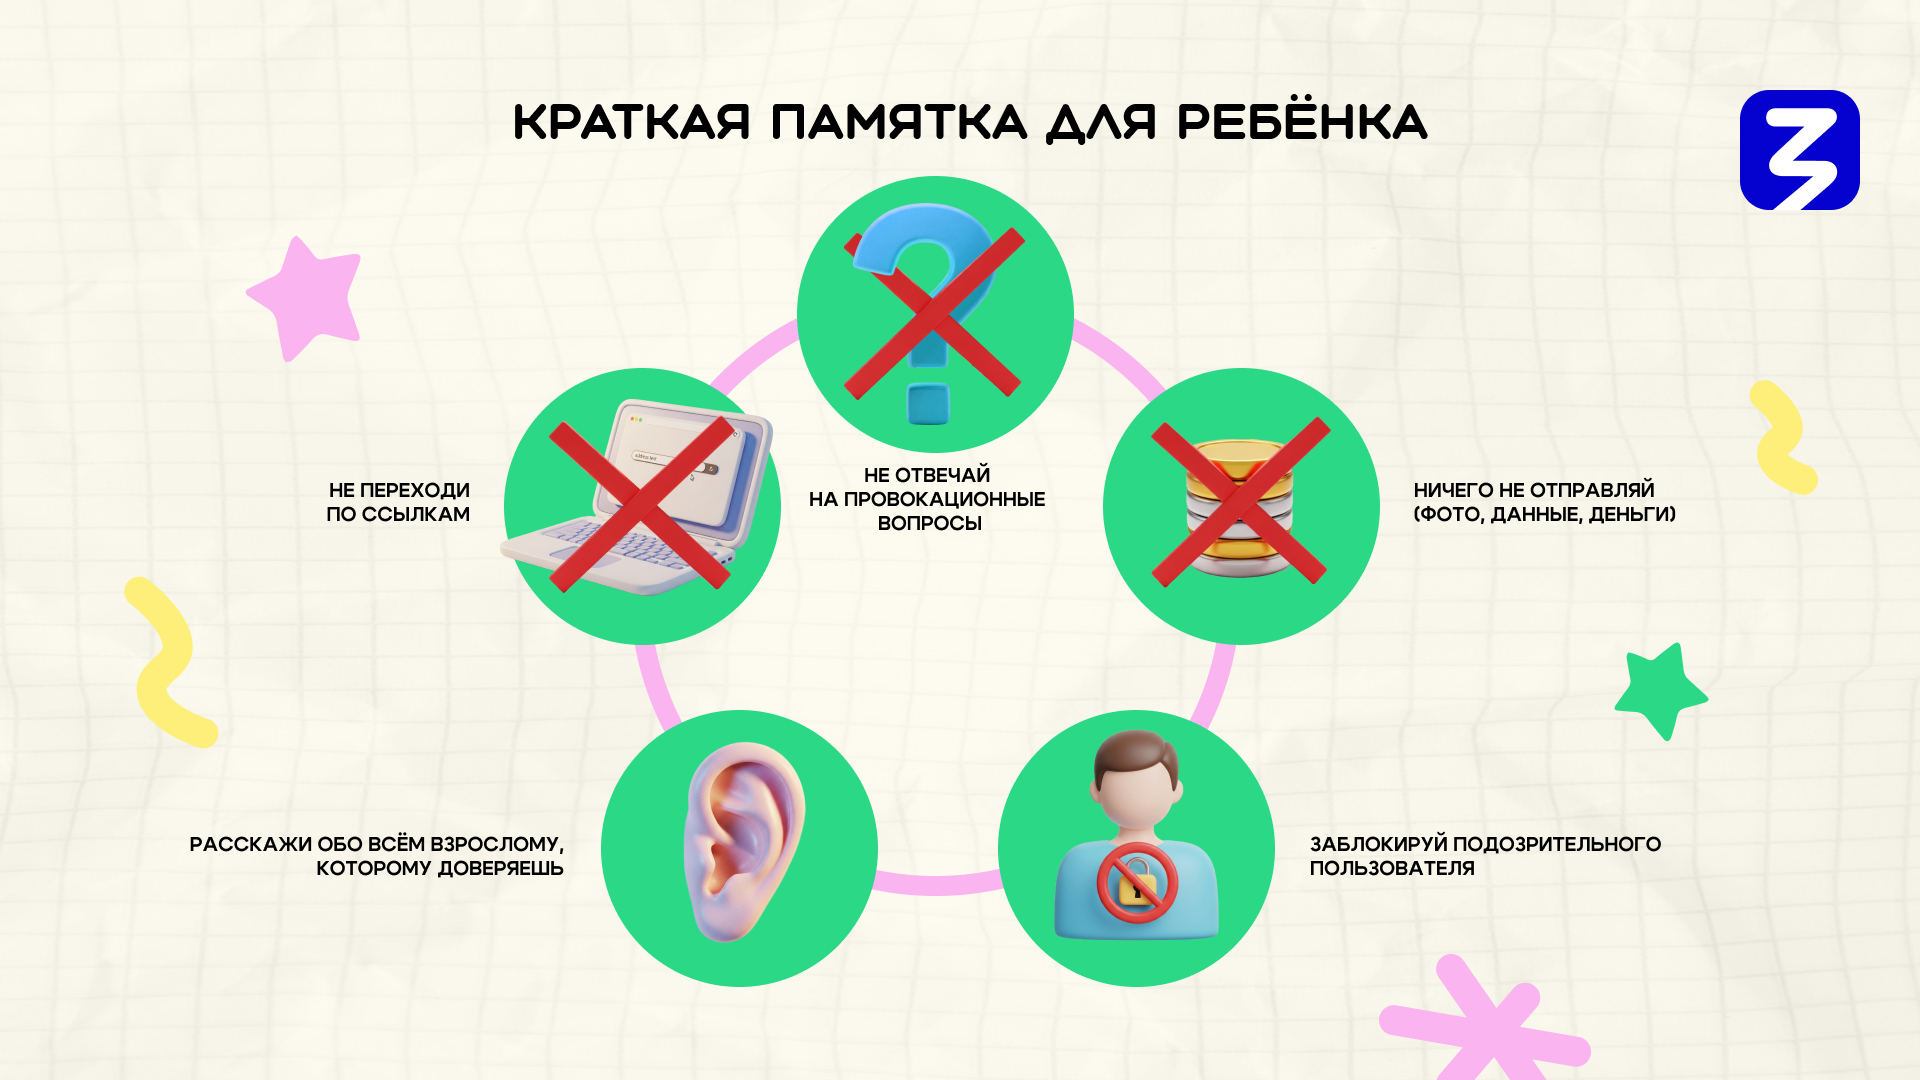 КРАТКАЯ ПАМЯТКА ДЛЯ РЕБЁНКА
НЕ ОТВЕЧАЙ
НА ПРОВОКАЦИОННЫЕ
ВОПРОСЫ
НЕ ПЕРЕХОДИ
ПО ССЫЛКАМ
НИЧЕГО НЕ ОТПРАВЛЯЙ
(ФОТО, ДАННЫЕ, ДЕНЬГИ)
РАССКАЖИ ОБО ВСЁМ ВЗРОСЛОМУ,
КОТОРОМУ ДОВЕРЯЕШЬ
ЗАБЛОКИРУЙ ПОДОЗРИТЕЛЬНОГО
ПОЛЬЗОВАТЕЛЯ